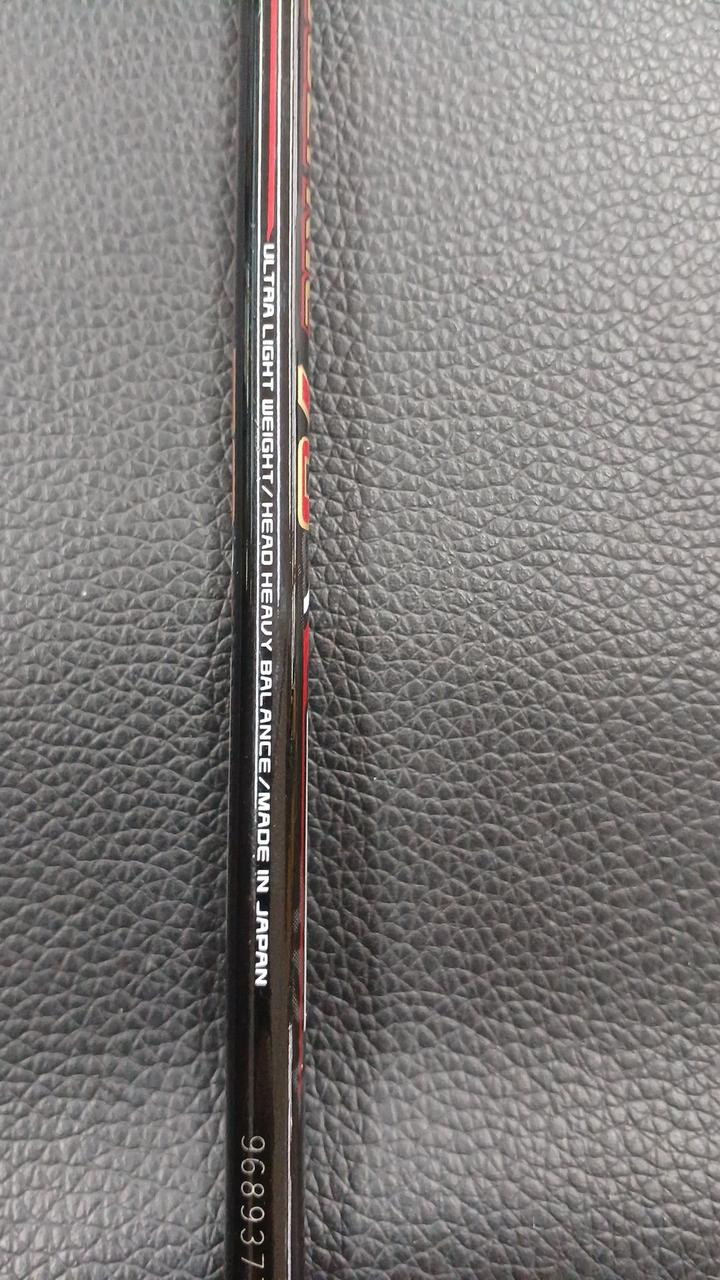 ULTRA LIGHT WEIGHT/HEAD HEAVY BALANCE/MADE IN JAPAN
968937